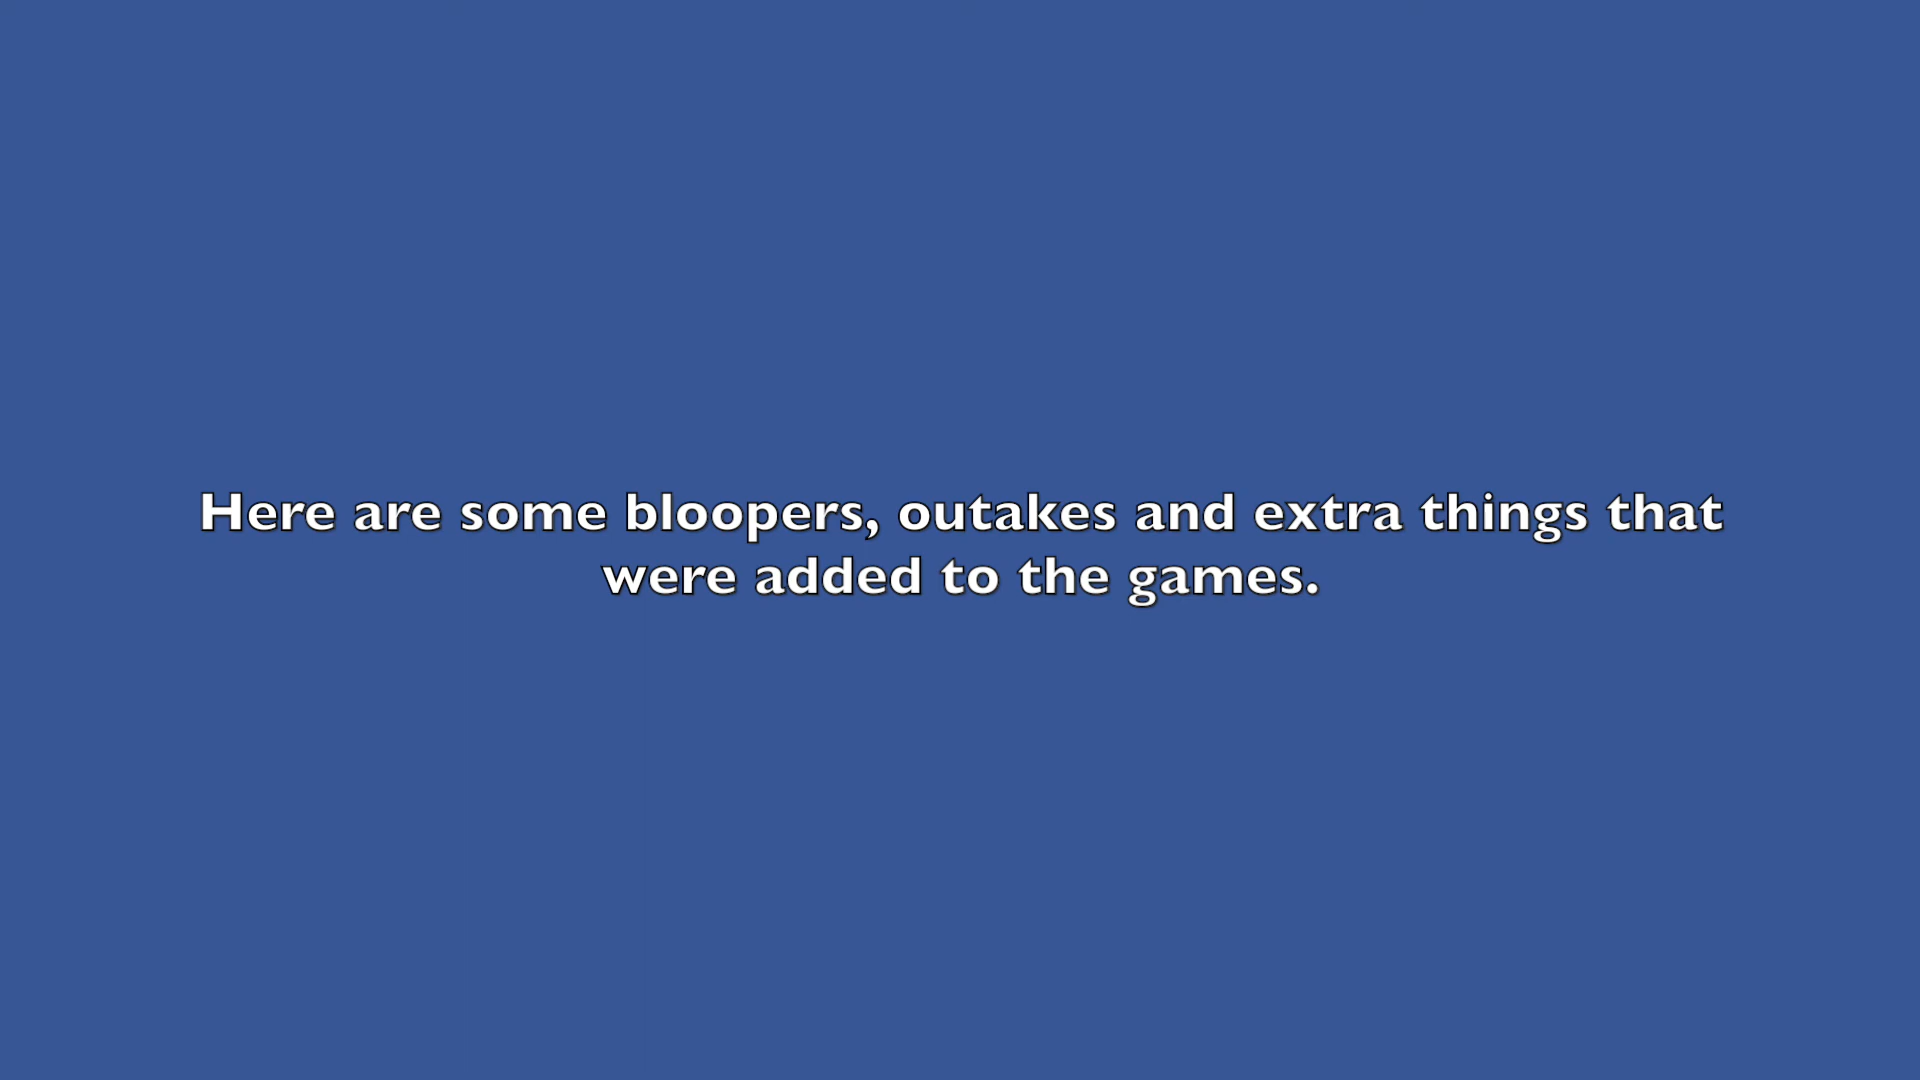 Here are some bloopers, outakes and extra things that
were added to the games.